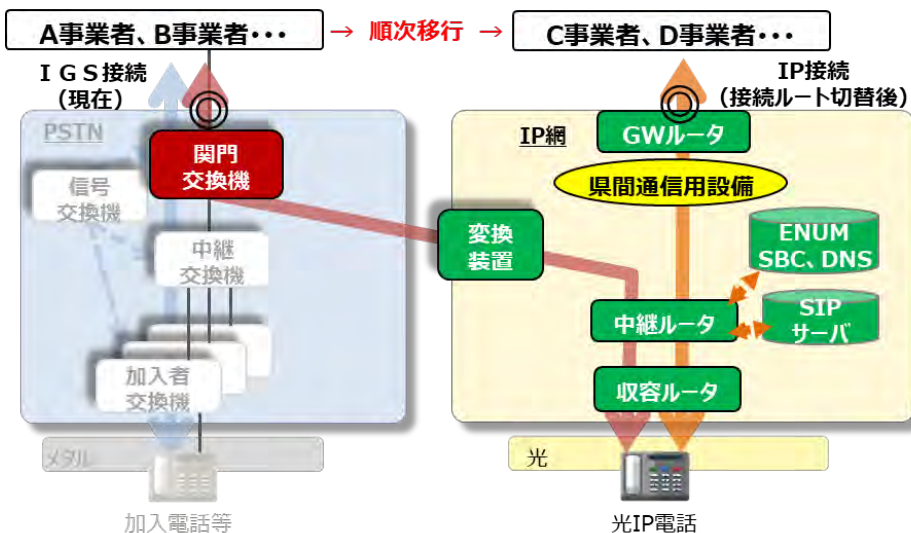 A事業者、B事業者・・・
→ 順次移行 →
C事業者、D事業者・・・
ＩＧＳ接続
（現在）
IP接続
（接続ルート切替後）
PSTN
関門
交換機
信号
交換機
中継
交換機
加入者
交換機
メタル
加入電話等
変換
装置
IP網
GWルータ
県間通信用設備
ENUM
SBC、DNS
中継ルータ
SIP
サーバ
収容ルータ
光
光IP電話